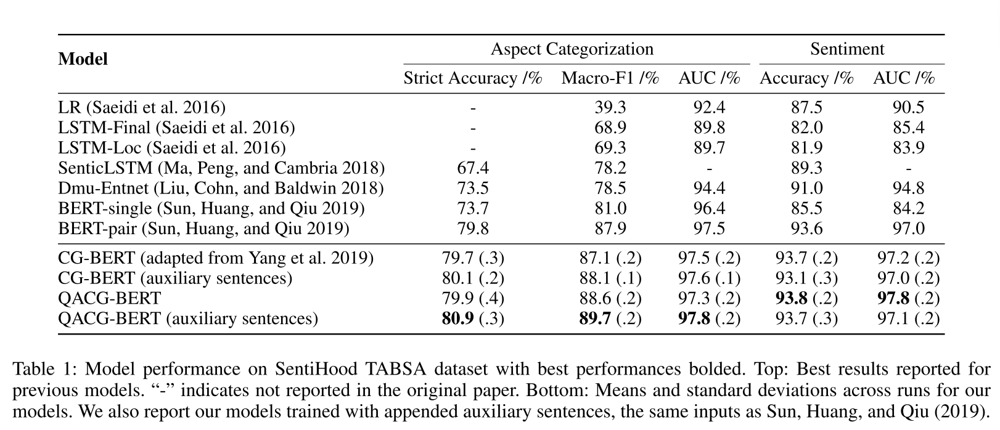 Model Aspect Categorization Sentiment
Strict Accuracy /% Macro-F1 /% AUC /% Accuracy /% AUC /%
LR (Saeidi et al. 2016) - 39.3 92.4 87.5 90.5
LSTM-Final (Saeidi et al. 2016) - 68.9 89.8 82.0 85.4
LSTM-Loc (Saeidi et al. 2016) - 69.3 89.7 81.9 83.9
SenticLSTM (Ma, Peng, and Cambria 2018) 67.4 78.2 - 89.3 -
Dmu-Entnet (Liu, Cohn, and Baldwin 2018) 73.5 78.5 94.4 91.0 94.8
BERT-single (Sun, Huang, and Qiu 2019) 73.7 81.0 96.4 85.5 84.2
BERT-pair (Sun, Huang, and Qiu 2019) 79.8 87.9 97.5 93.6 97.0
CG-BERT (adapted from Yang et al. 2019) 79.7 (.3) 87.1 (.2) 97.5 (.2) 93.7 (.2) 97.2 (.2)
CG-BERT (auxiliary sentences) 80.1 (.2) 88.1 (.1) 97.6 (.1) 93.1 (.3) 97.0 (.2)
QACG-BERT 79.9 (.4) 88.6 (.2) 97.3 (.2) 93.8 (.2) 97.8 (.2)
QACG-BERT (auxiliary sentences) 80.9 (.3) 89.7 (.2) 97.8 (.2) 93.7 (.3) 97.1 (.2)
Table 1: Model performance on SentiHood TABSA dataset with best performances bolded. Top: Best results reported for
previous models. “-” indicates not reported in the original paper. Bottom: Means and standard deviations across runs for our
models. We also report our models trained with appended auxiliary sentences, the same inputs as Sun, Huang, and Qiu (2019).